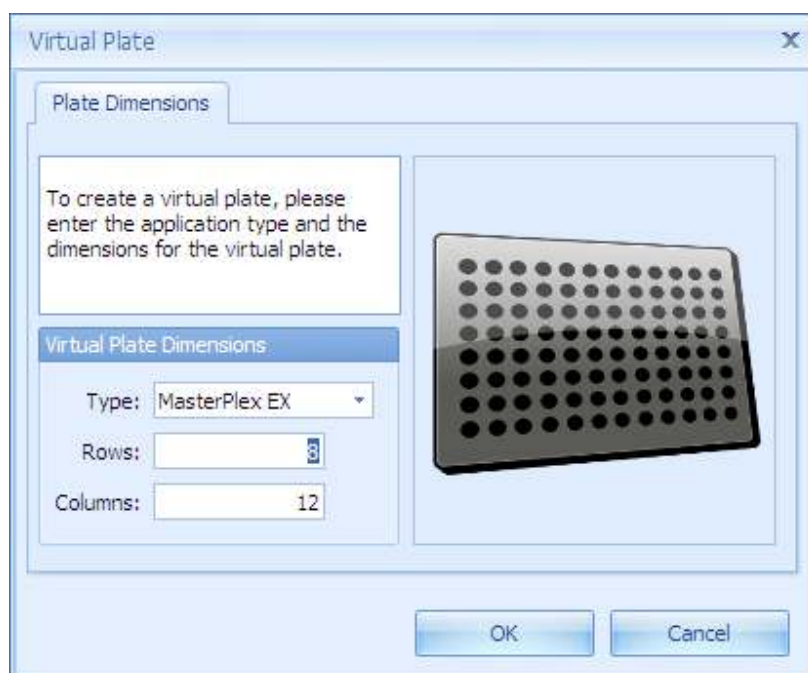 Virtual Plate
Plate Dimensions
To create a virtual plate, please
enter the application type and the
dimensions for the virtual plate.
Virtual Plate Dimensions
Type: MasterPlex EX
Rows: 8
Columns: 12
OK Cancel